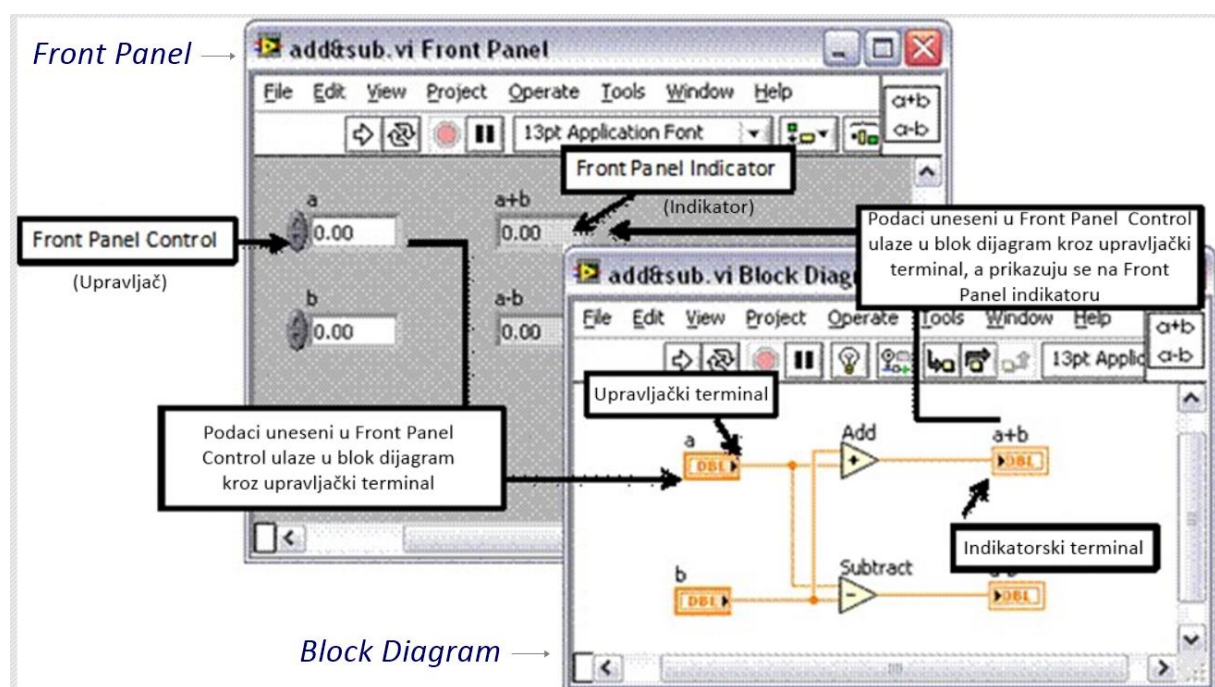 Front Panel
add&sub.vi Front Panel
File Edit View Project Operate Tools Window Help
13pt Application Font
a+b
a-b
Front Panel Indicator
(Indikator)
a
0.00
a+b
0.00
Front Panel Control
(Upravljač)
b
0.00
a-b
0.00
Podaci uneseni u Front Panel Control
ulaze u blok dijagram kroz upravljački
terminal, a prikazuju se na Front
Panel indikatoru
add&sub.vi Block Diag
File Edit View Project Operate Tools Window Help
13pt Applic
a+b
a-b
Upravljački terminal
Podaci uneseni u Front Panel
Control ulaze u blok dijagram
kroz upravljački terminal
a
DBL
Add
a+b
DBL
Indikatorski terminal
b
DBL
Subtract
DBL
Block Diagram